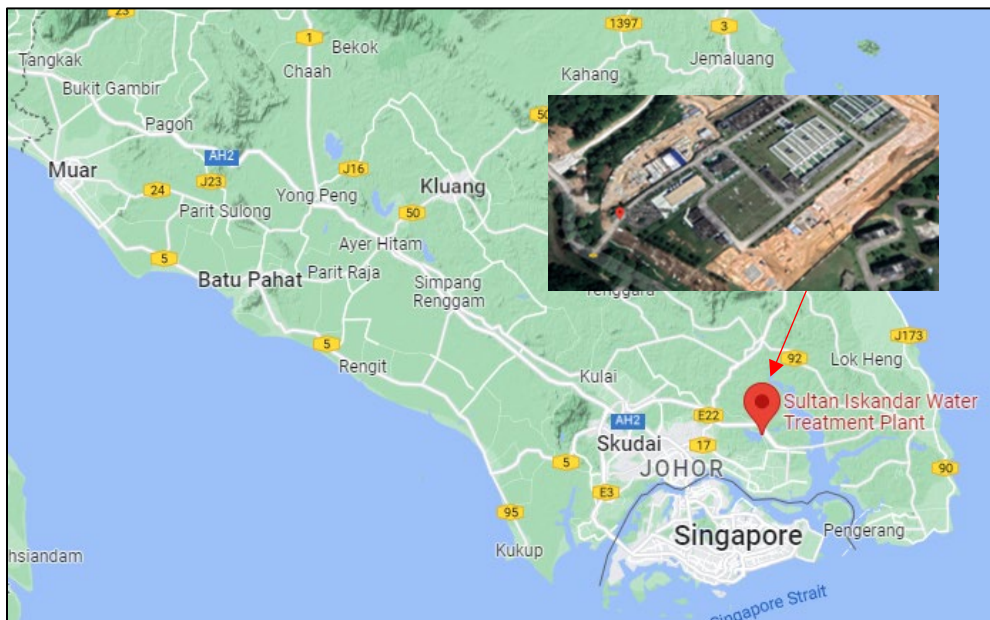 23
1397
3
1
Bekok
Tangkak
Chaah
Jemaluang
Kahang
Bukit Gambir
Pagoh
50
AH2
Muar
J16
J23
Kluang
24
Yong Peng
Parit Sulong
50
Ayer Hitam
5
Batu Pahat
Parit Raja
Simpang
Renggam
5
J173
92
Rengit
Lok Heng
Kulai
Sultan Iskandar Water
Treatment Plant
E22
AH2
Skudai
17
5
JOHOR
90
E3
95
Singapore
Pengerang
Kukup
hsiandam
Singapore Strait